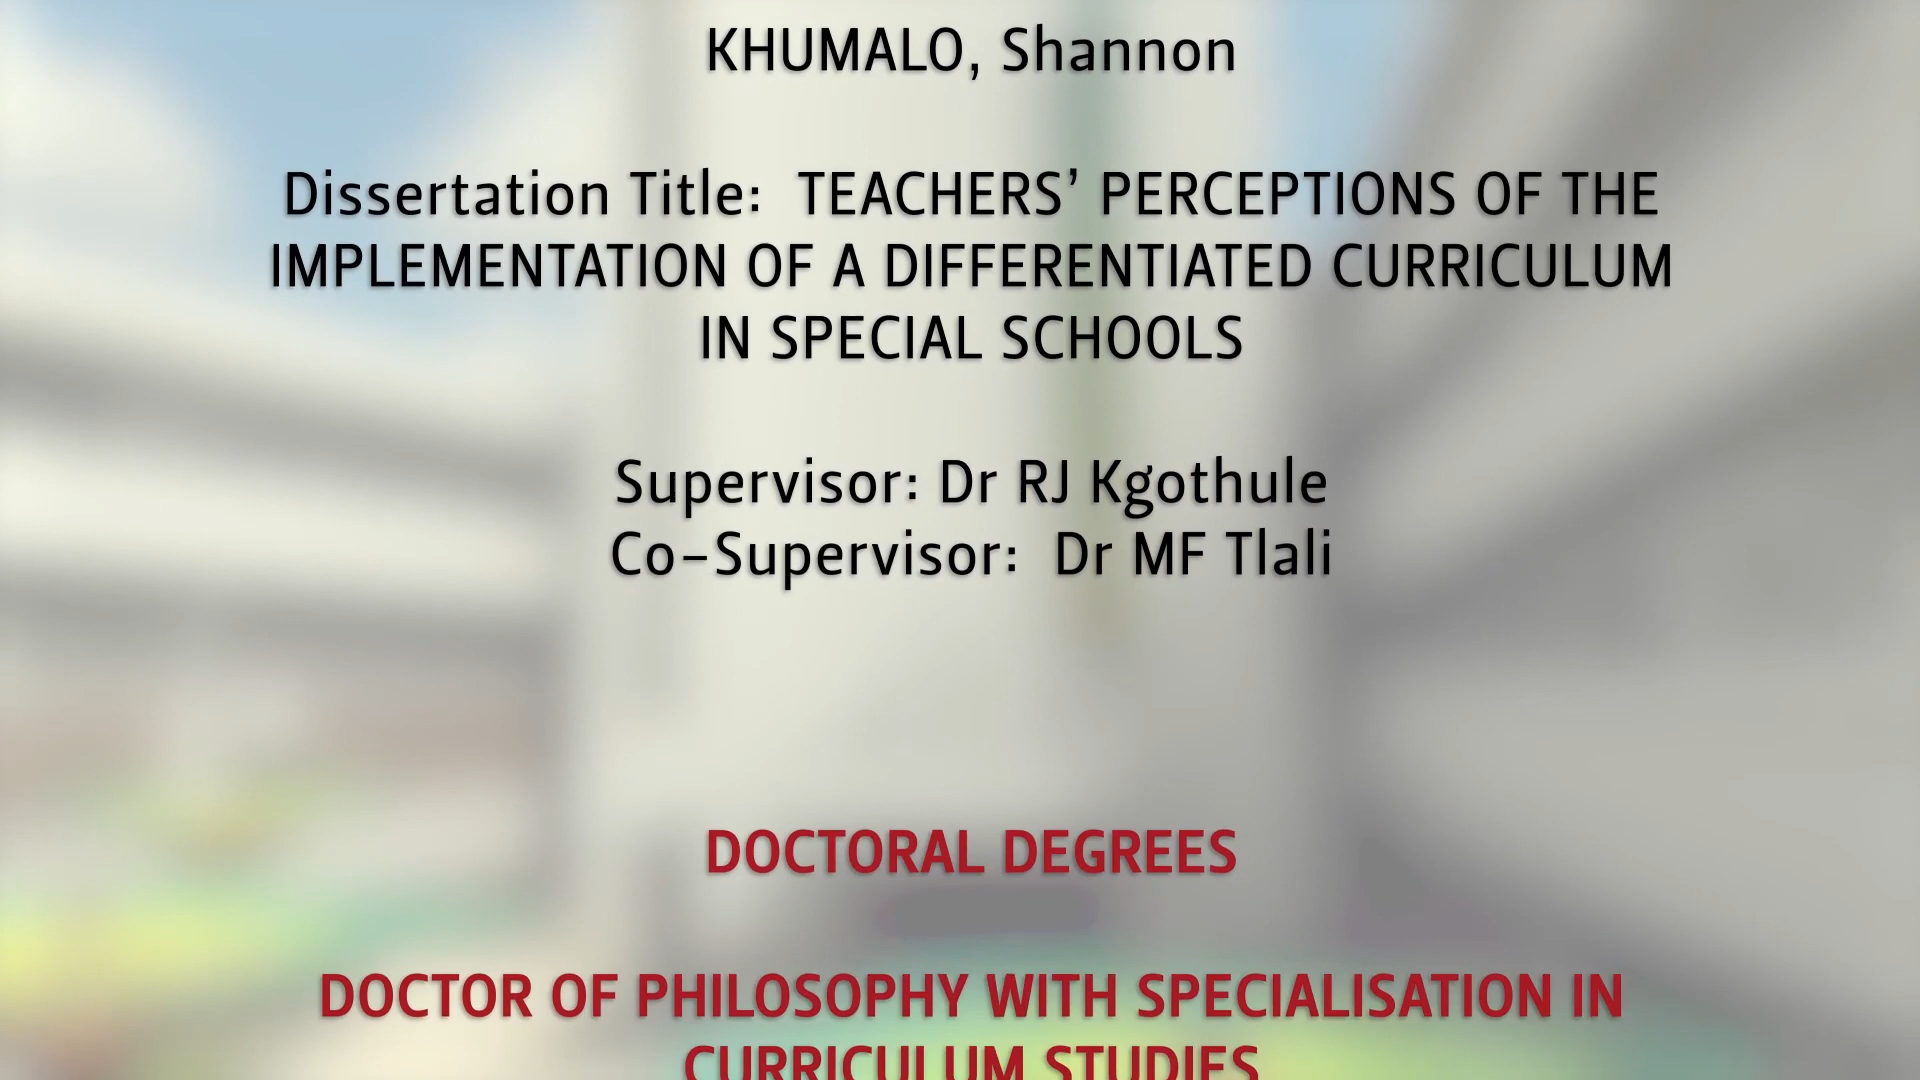 KHUMALO, Shannon
Dissertation Title:  TEACHERS’ PERCEPTIONS OF THE
IMPLEMENTATION OF A DIFFERENTIATED CURRICULUM
IN SPECIAL SCHOOLS
Supervisor: Dr RJ Kgothule
Co-Supervisor:  Dr MF Tlali
DOCTORAL DEGREES
DOCTOR OF PHILOSOPHY WITH SPECIALISATION IN
CURRICULUM STUDIES